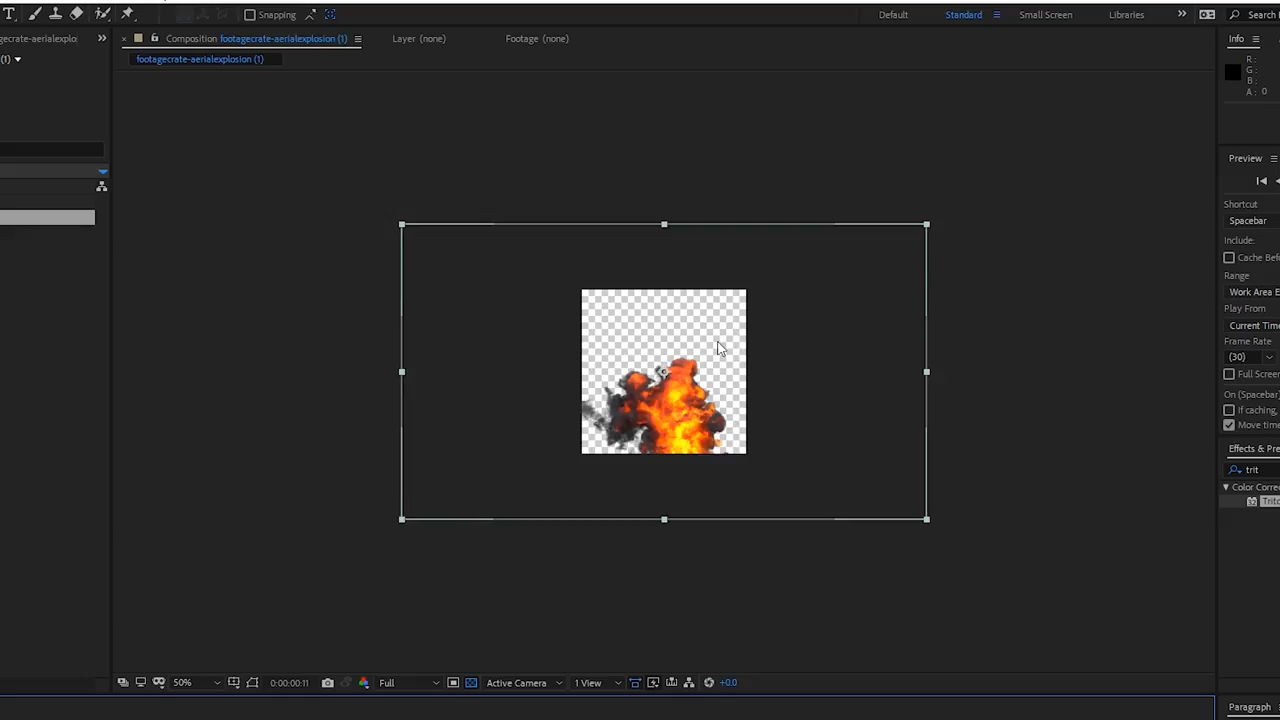 Snapping
Default
Standard
Small Screen
Libraries
Search
gecrate-aerialexplo
Composition footagecrate-aerialexplosion (1)
Layer (none)
Footage (none)
Info
(1)
footagecrate-aerialexplosion (1)
R:
G:
B:
A: 0
Preview
Shortcut
Spacebar
Include:
Cache Bef
Range
Work Area E
Play From
Current Time
Frame Rate
(30)
Full Screen
On (Spacebar)
If caching,
Move time
Effects & Pre
trit
Color Correc
Trito
50%
0:00:00:11
Full
Active Camera
1 View
+0.0
Paragraph